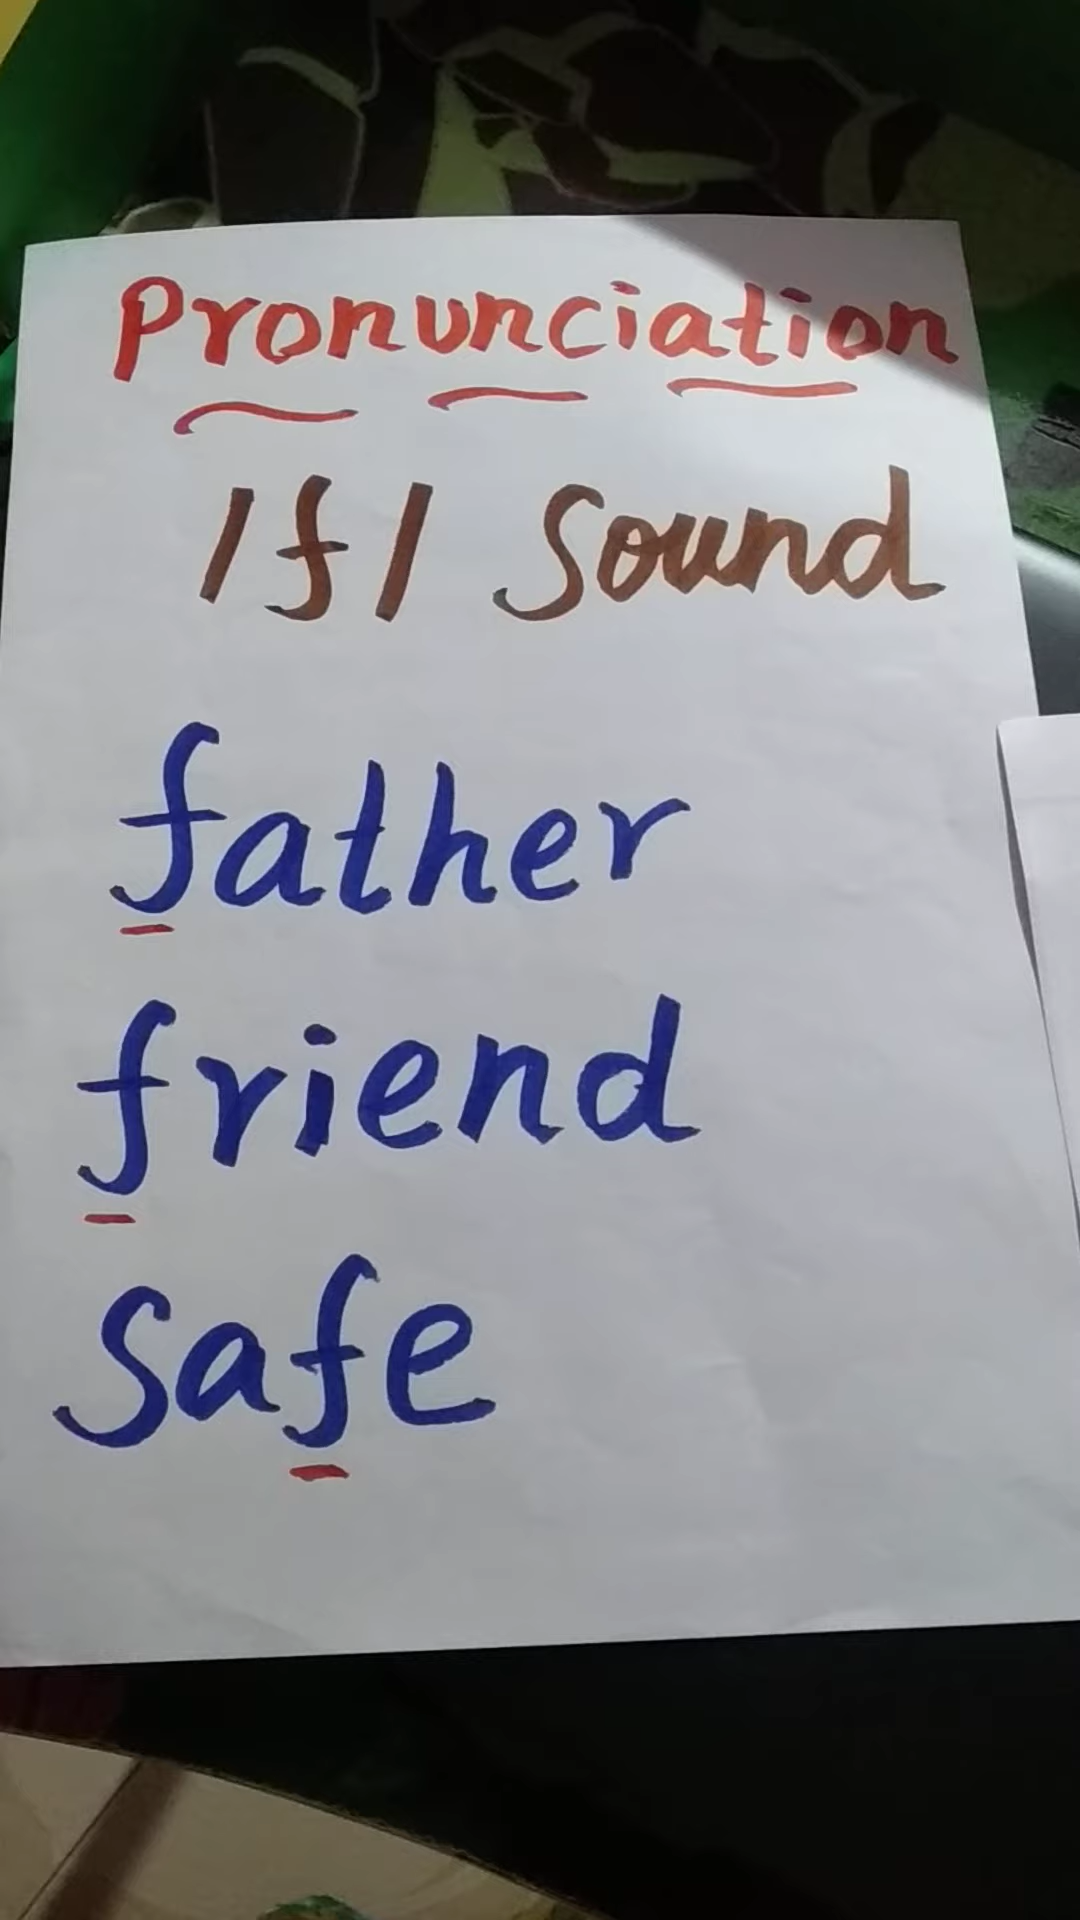 Pronunciation
/f/ Sound
father
friend
safe